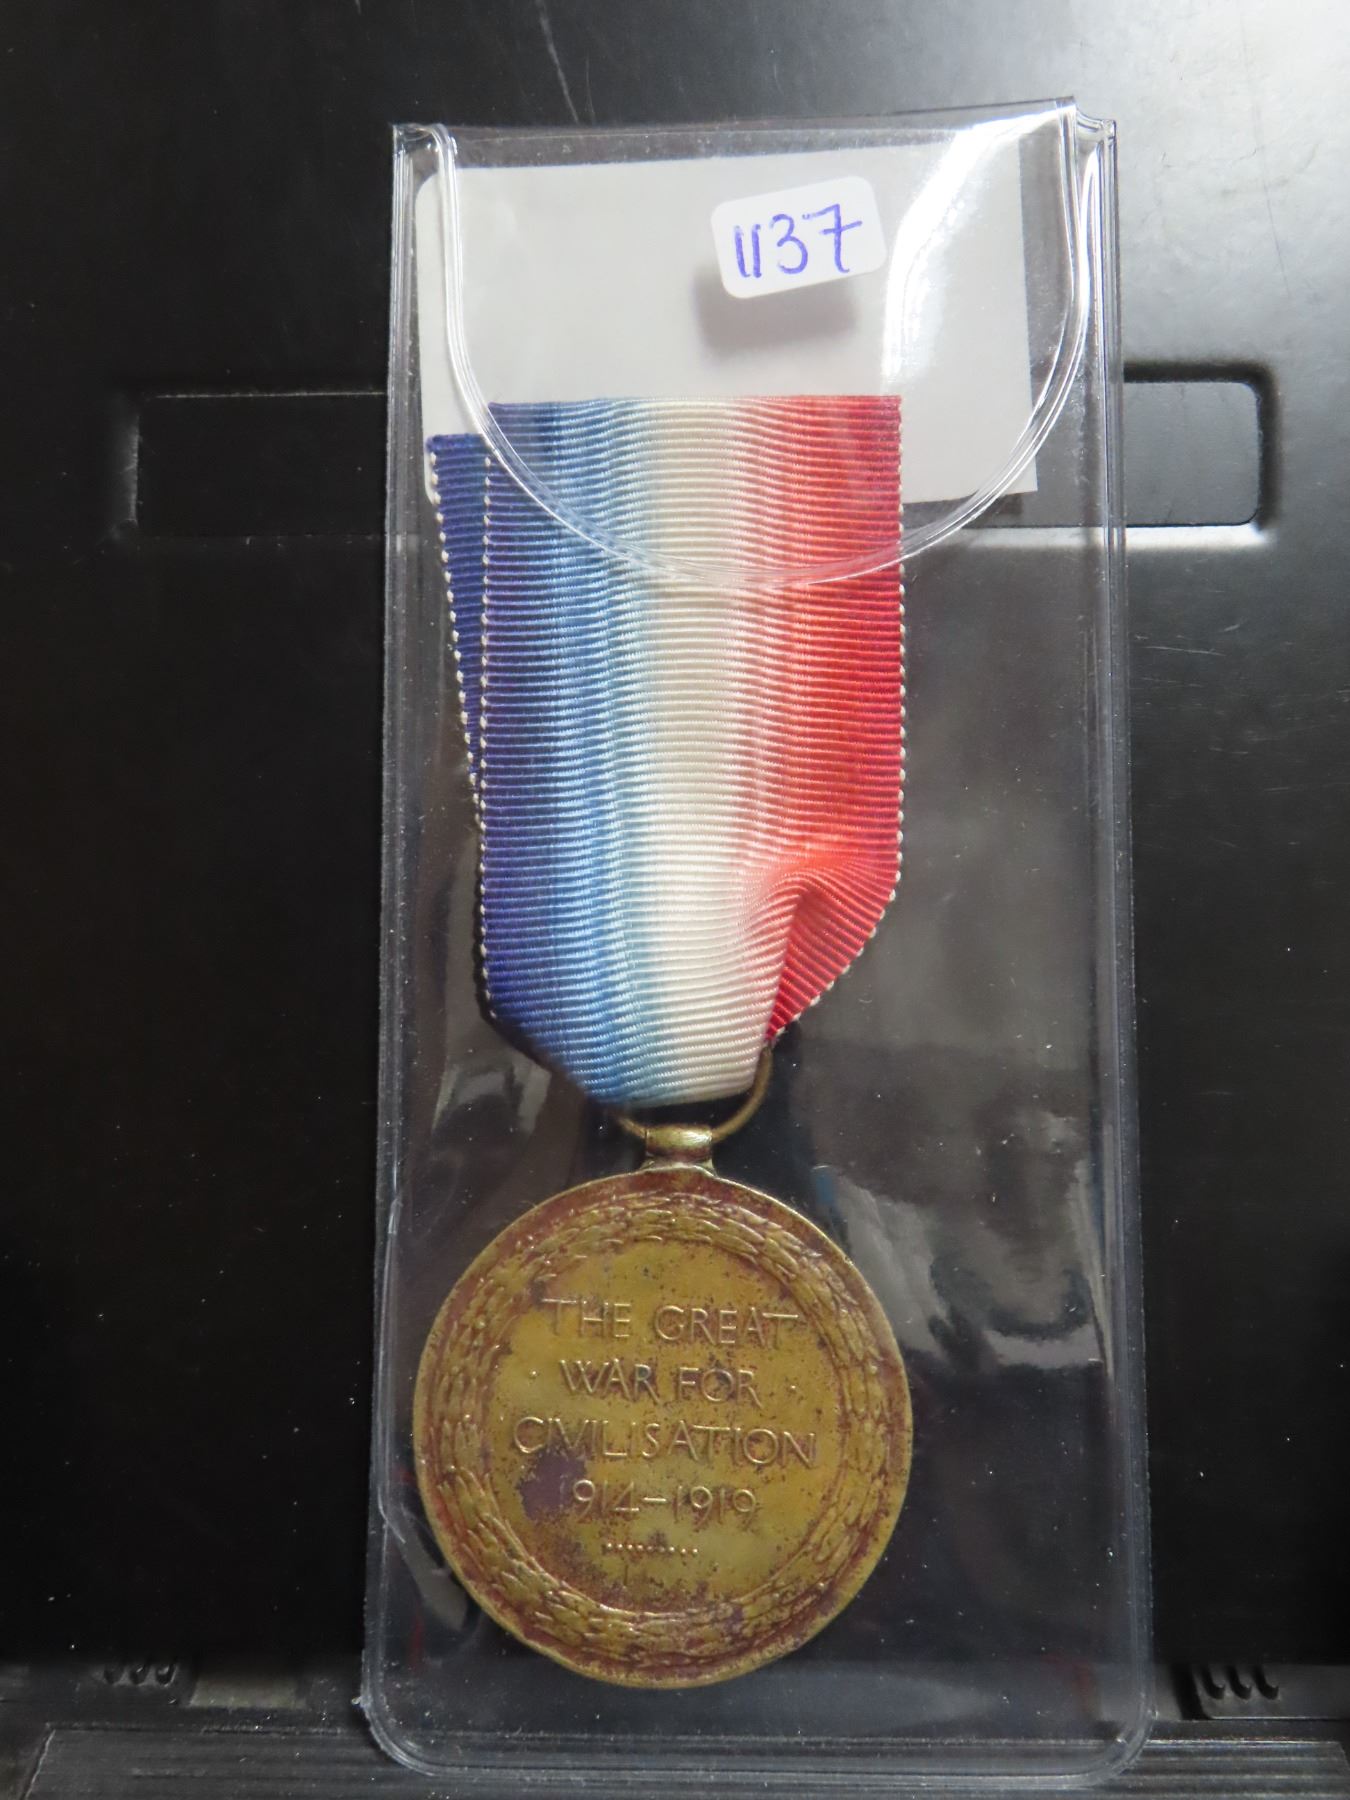 1137
THE GREAT
· WAR FOR ·
CIVILISATION
1914-1919